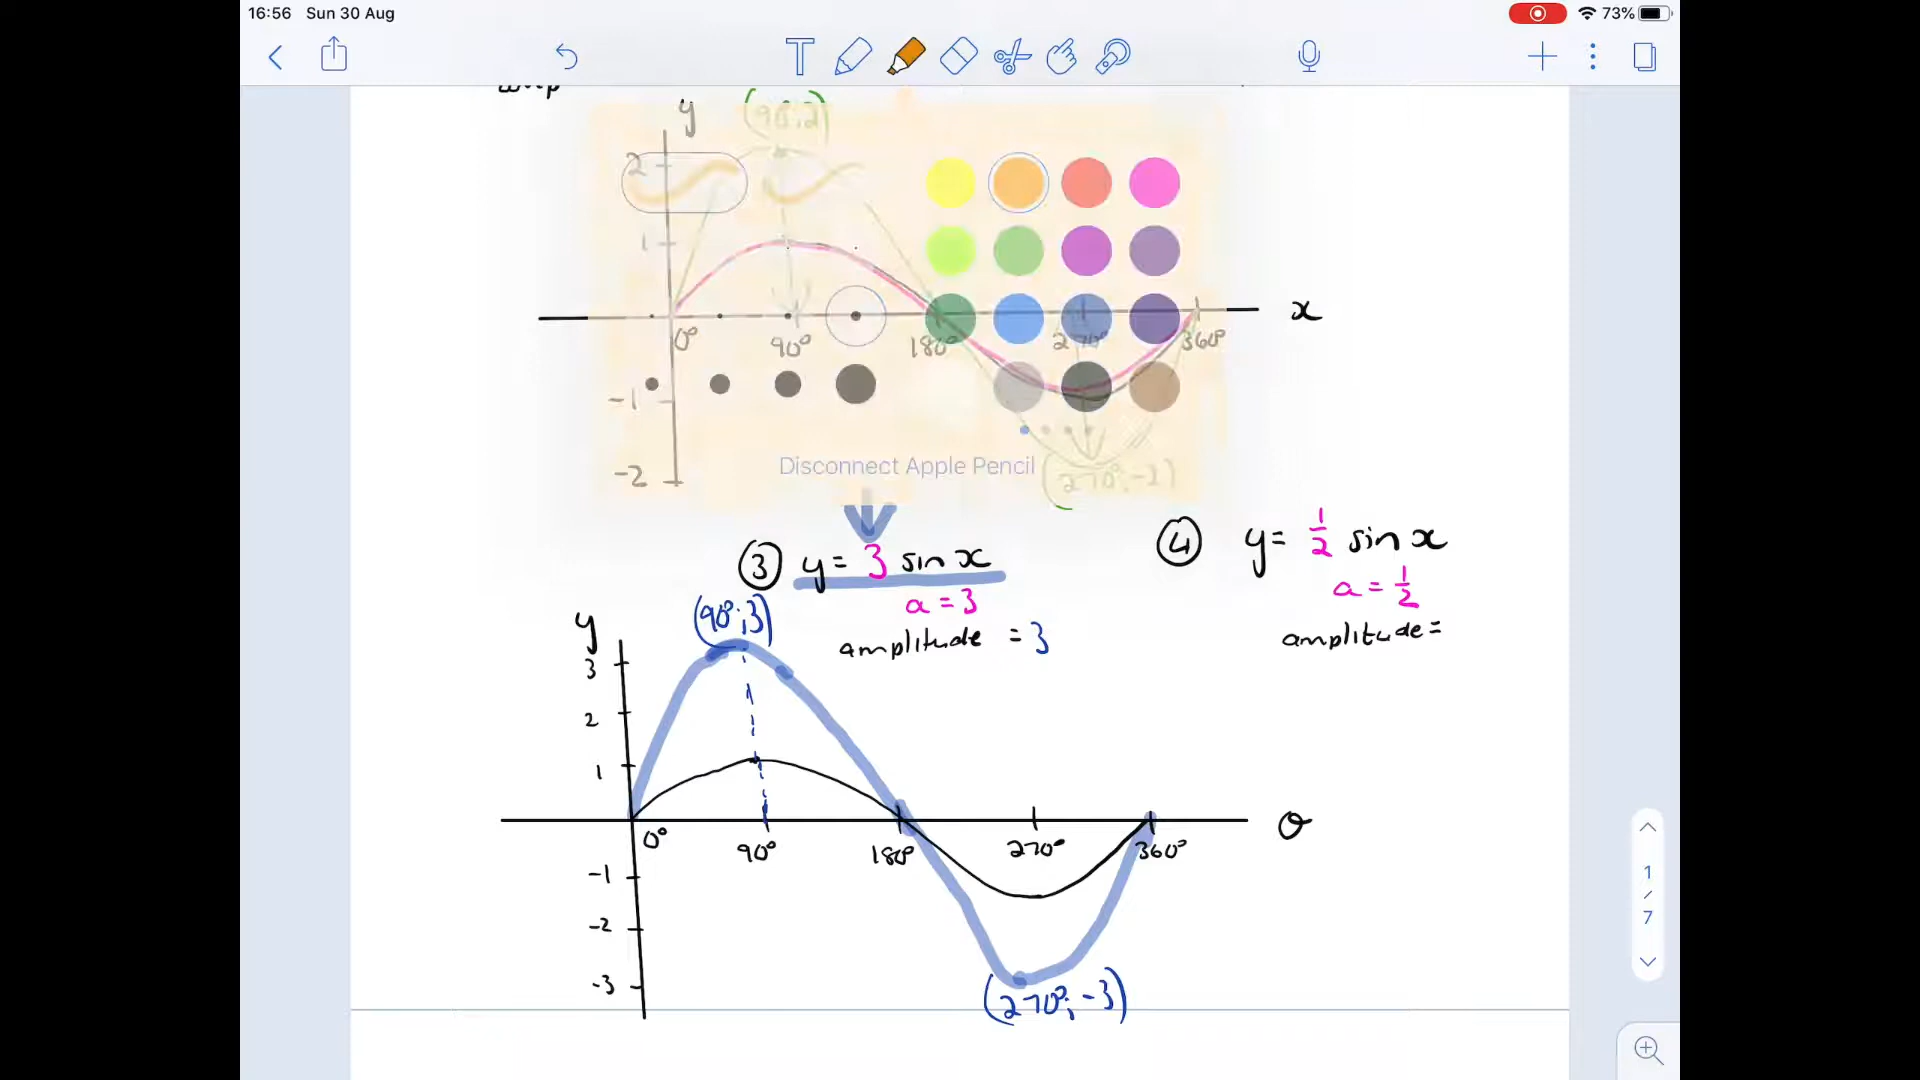 16:56 Sun 30 Aug
73%
T
y
(90°;2)
2
1
x
0° 90° 180° 270° 360°
-1
Disconnect Apple Pencil
-2
(270°;-2)
③ y = 3 sin x
a = 3
amplitude = 3
④ y = 1/2 sin x
a = 1/2
amplitude =
(90°;3)
y
3
2
1
θ
0° 90° 180° 270° 360°
-1
-2
-3
(270°;-3)
1
/
7